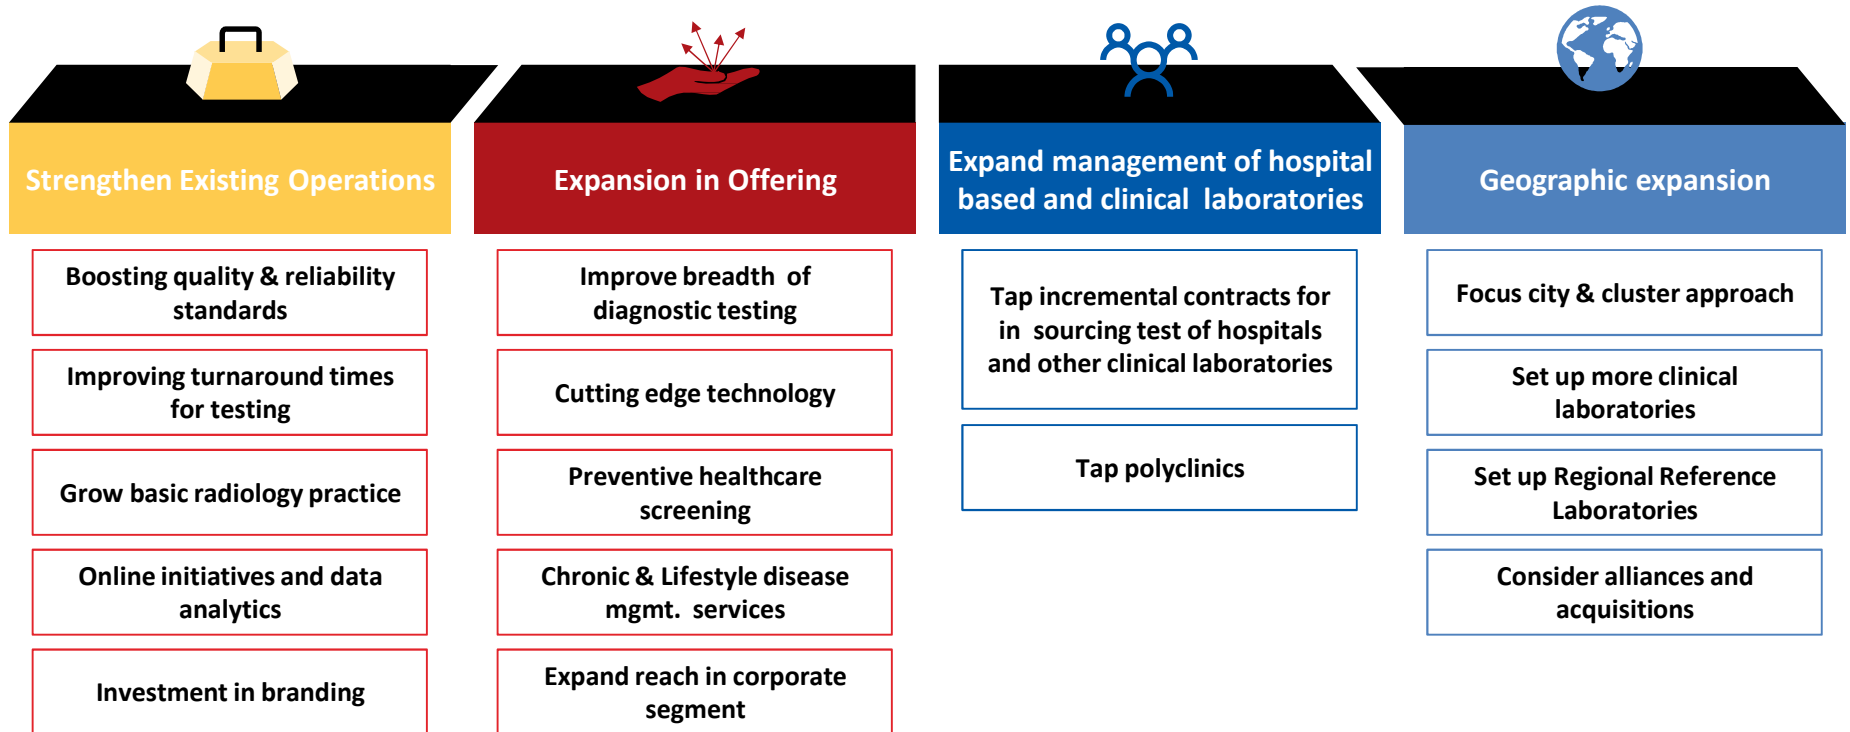 Strengthen Existing Operations
Boosting quality & reliability
standards
Improving turnaround times
for testing
Grow basic radiology practice
Online initiatives and data
analytics
Investment in branding
Expansion in Offering
Improve breadth of
diagnostic testing
Cutting edge technology
Preventive healthcare
screening
Chronic & Lifestyle disease
mgmt. services
Expand reach in corporate
segment
Expand management of hospital
based and clinical laboratories
Tap incremental contracts for
in sourcing test of hospitals
and other clinical laboratories
Tap polyclinics
Geographic expansion
Focus city & cluster approach
Set up more clinical
laboratories
Set up Regional Reference
Laboratories
Consider alliances and
acquisitions